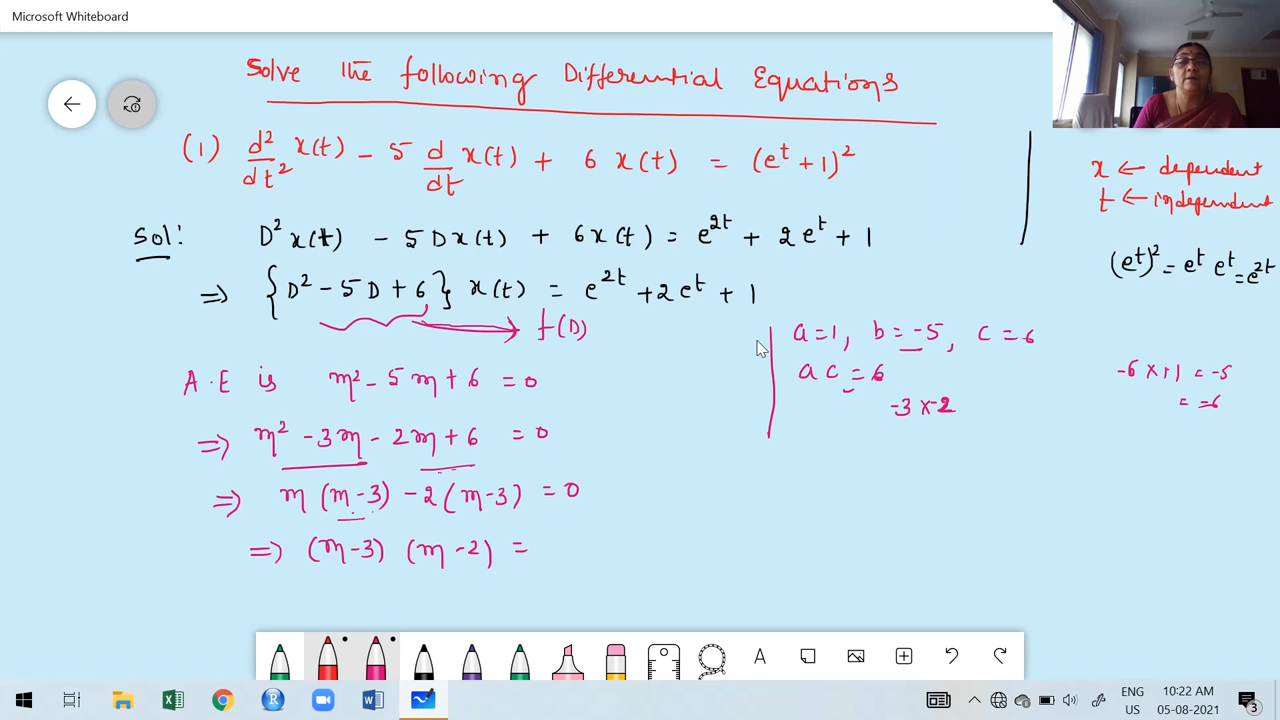 Microsoft Whiteboard
Solve the following Differential Equations
(1) d²/dt² x(t) - 5 d/dt x(t) + 6 x(t) = (eᵗ + 1)²
x ← dependent
t ← independent
Sol: D² x(t) - 5 D x(t) + 6x(t) = e²ᵗ + 2eᵗ + 1
(eᵗ)² = eᵗ eᵗ = e²ᵗ
⇒ {D² - 5D + 6} x(t) = e²ᵗ + 2eᵗ + 1
→ f(D)
a=1, b = -5, c = 6
A.E is m² - 5m + 6 = 0
ac = 6
-6 x +1 = -5
= -6
-3 x -2
⇒ m² - 3m - 2m + 6 = 0
⇒ m (m-3) - 2 (m-3) = 0
⇒ (m-3) (m-2) =
A
ENG
US
10:22 AM
05-08-2021
3